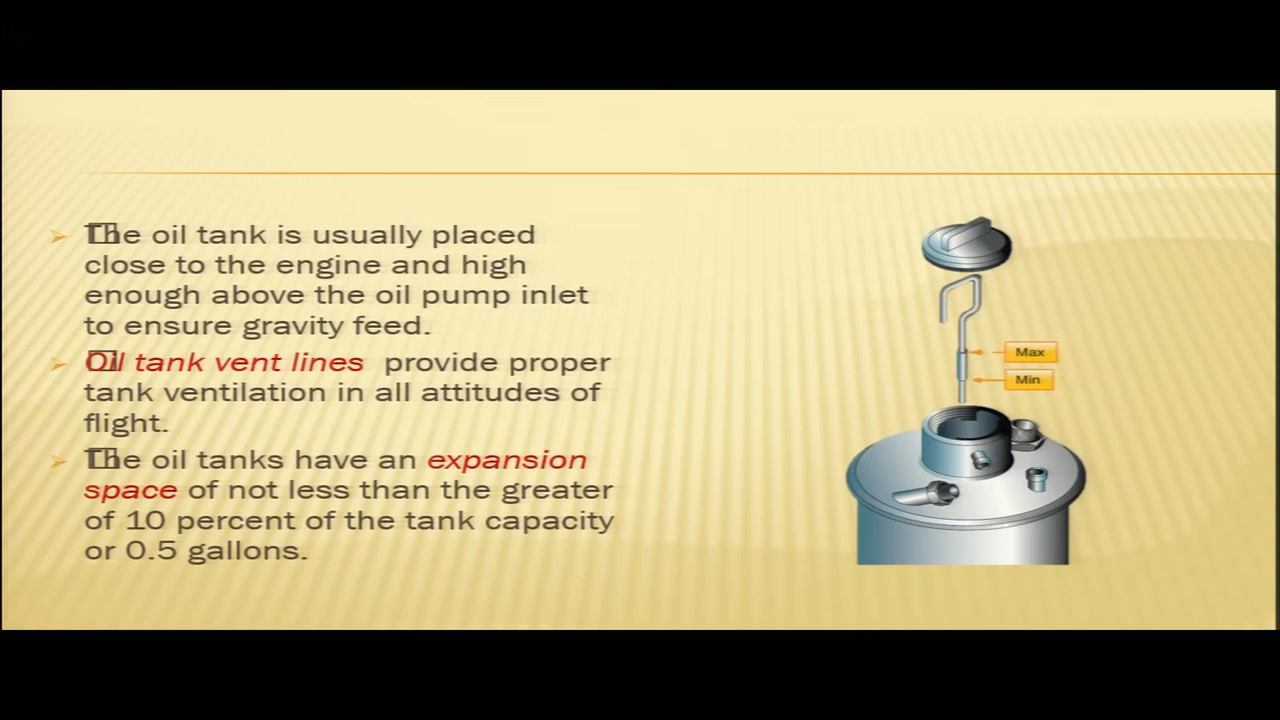 The oil tank is usually placed
close to the engine and high
enough above the oil pump inlet
to ensure gravity feed.
Oil tank vent lines provide proper
tank ventilation in all attitudes of
flight.
The oil tanks have an expansion
space of not less than the greater
of 10 percent of the tank capacity
or 0.5 gallons.
Max
Min